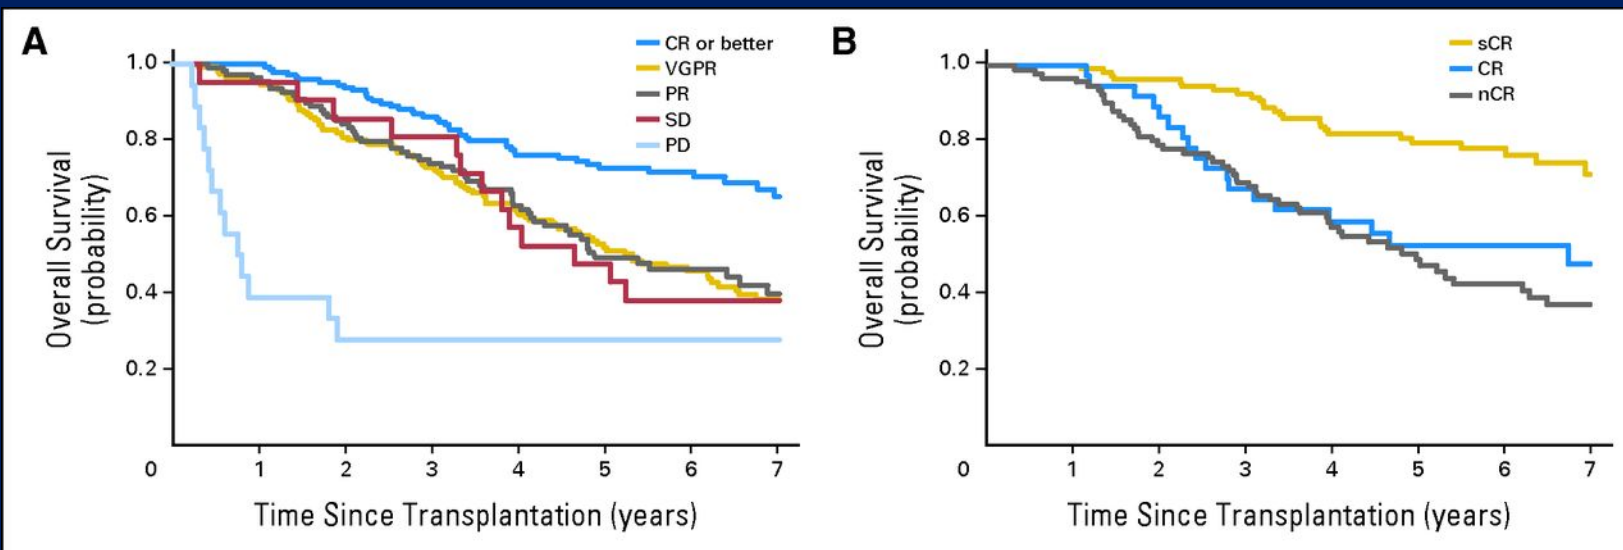 A
CR or better
VGPR
PR
SD
PD
1.0
0.8
0.6
0.4
0.2
Overall Survival
(probability)
0 1 2 3 4 5 6 7
Time Since Transplantation (years)
B
sCR
CR
nCR
1.0
0.8
0.6
0.4
0.2
Overall Survival
(probability)
0 1 2 3 4 5 6 7
Time Since Transplantation (years)